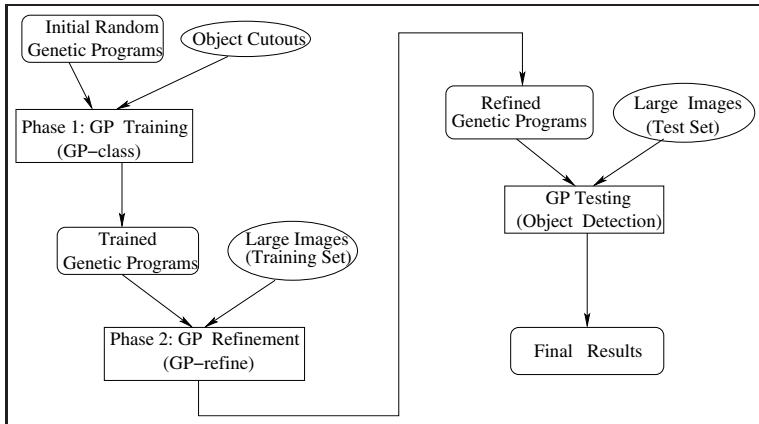 Initial Random
Genetic Programs
Object Cutouts
Phase 1: GP Training
(GP−class)
Trained
Genetic Programs
Large Images
(Training Set)
Phase 2: GP Refinement
(GP−refine)
Refined
Genetic Programs
Large Images
(Test Set)
GP Testing
(Object Detection)
Final Results